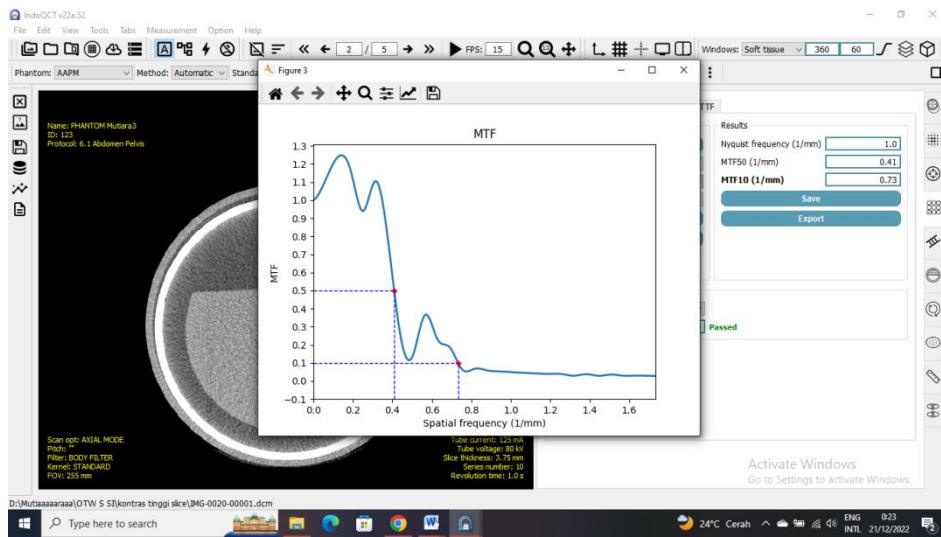 IndoQCT v22a.52
File Edit View Tools Tabs Measurement Option Help
2 / 5 FPS: 15 Windows: Soft tissue 360 60
Phantom: AAPM Method: Automatic
Figure 3
TTF
Name: PHANTOM Mutiara3
ID: 123
Protocol: 6.1 Abdomen Pelvis
MTF
1.3
1.2
1.1
1.0
0.9
0.8
0.7
0.6
0.5
0.4
0.3
0.2
0.1
0.0
−0.1
MTF
0.0 0.2 0.4 0.6 0.8 1.0 1.2 1.4 1.6
Spatial frequency (1/mm)
Results
Nyquist frequency (1/mm) 1.0
MTF50 (1/mm) 0.41
MTF10 (1/mm) 0.73
Save
Export
Passed
Scan opt: AXIAL MODE
Pitch: ""
Filter: BODY FILTER
Kernel: STANDARD
FOV: 255 mm
Tube current: 125 mA
Tube voltage: 80 kV
Slice thickness: 3.75 mm
Series number: 10
Revolution time: 1.0 s
Activate Windows
Go to Settings to activate Windows.
D:\Mutiaaaaaraaa\OTW S SI\kontras tinggi slice\IMG-0020-00001.dcm
Type here to search
24°C Cerah
ENG
INTL
0:23
21/12/2022
2